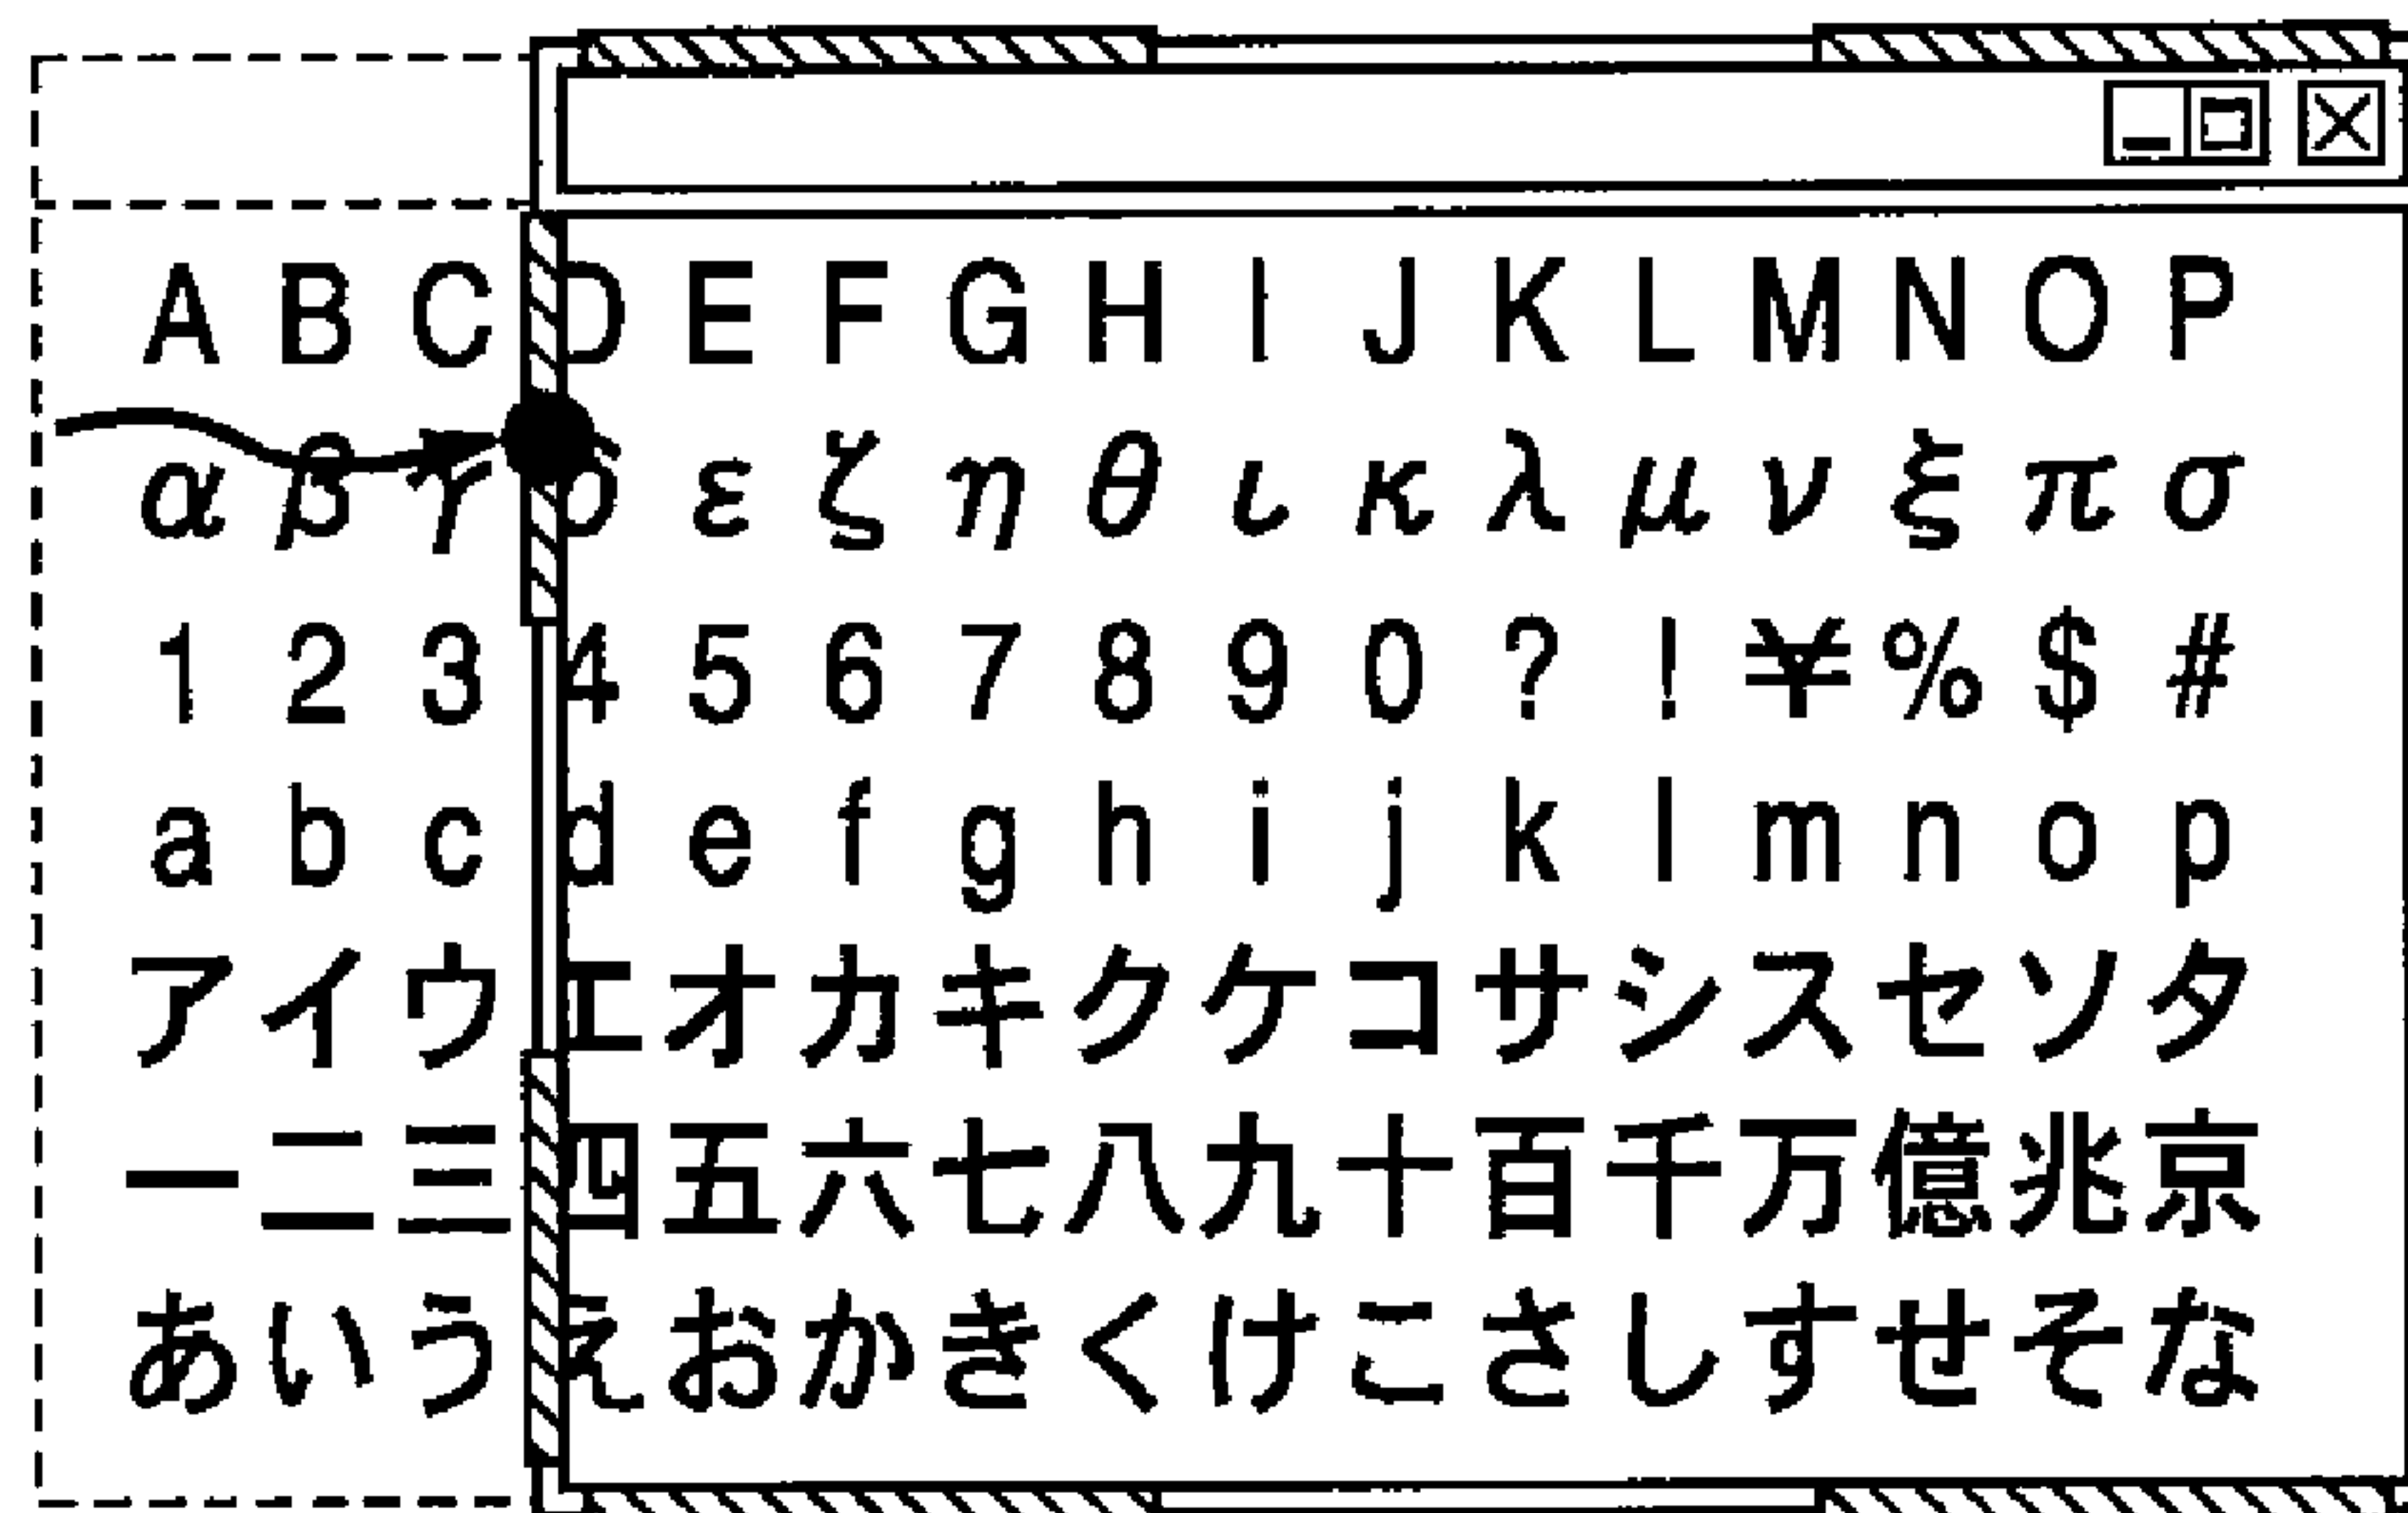 A B C D E F G H I J K L M N O P
α β γ δ ε ζ η θ ι κ λ μ ν ξ π σ
1 2 3 4 5 6 7 8 9 0 ? ! ¥ % $ #
a b c d e f g h i j k l m n o p
ア イ ウ エ オ カ キ ク ケ コ サ シ ス セ ソ タ
一 二 三 四 五 六 七 八 九 十 百 千 万 億 兆 京
あ い う え お か き く け こ さ し す せ そ な